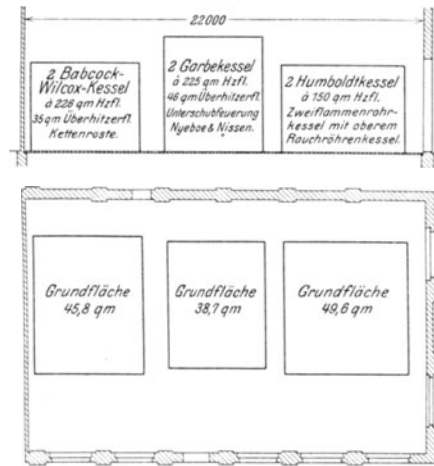 22000
2 Babcock-
Wilcox-Kessel
à 226 qm Hzfl.
35 qm Überhitzerfl.
Kettenroste.
2 Garbekessel
à 225 qm Hzfl.
46 qm Überhitzerfl.
Unterschubfeuerung
Nyeboe & Nissen.
2 Humboldtkessel
à 150 qm Hzfl.
Zweiflammenrohr-
kessel mit oberem
Rauchröhrenkessel.
Grundfläche
45,8 qm
Grundfläche
38,7 qm
Grundfläche
49,6 qm